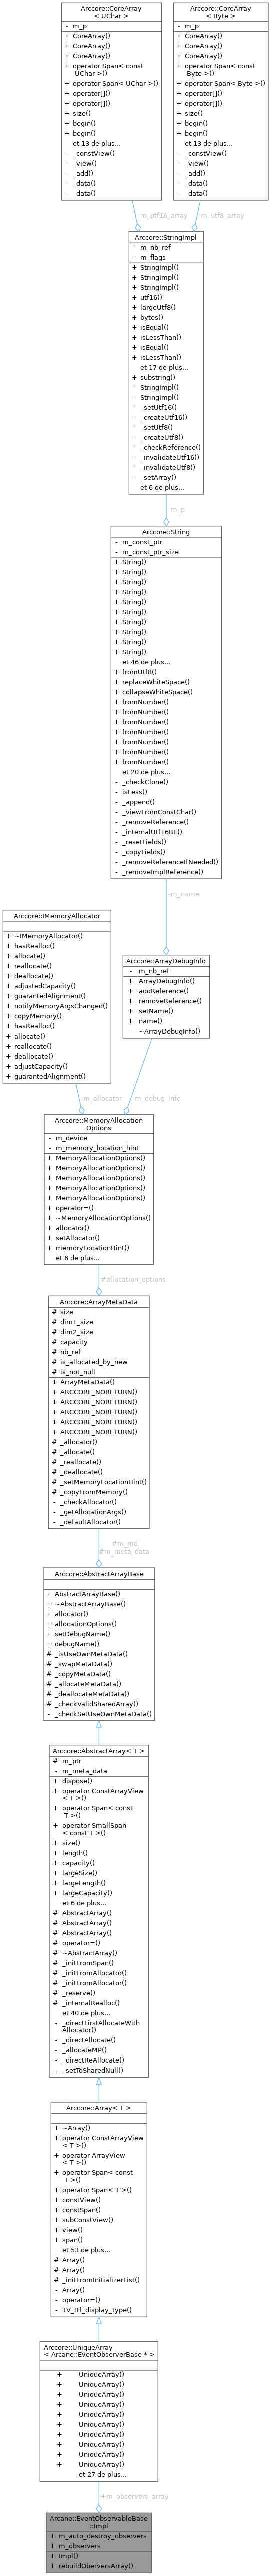 Arccore::CoreArray
< UChar >
- m_p
+ CoreArray()
+ CoreArray()
+ CoreArray()
+ operator Span< const
UChar >()
+ operator Span< UChar >()
+ operator[]()
+ operator[]()
+ size()
+ begin()
+ begin()
et 13 de plus...
- _constView()
- _view()
- _add()
- _data()
- _data()
Arccore::CoreArray
< Byte >
- m_p
+ CoreArray()
+ CoreArray()
+ CoreArray()
+ operator Span< const
Byte >()
+ operator Span< Byte >()
+ operator[]()
+ operator[]()
+ size()
+ begin()
+ begin()
et 13 de plus...
- _constView()
- _view()
- _add()
- _data()
- _data()
-m_utf16_array
-m_utf8_array
Arccore::StringImpl
- m_nb_ref
- m_flags
+ StringImpl()
+ StringImpl()
+ StringImpl()
+ utf16()
+ largeUtf8()
+ bytes()
+ isEqual()
+ isLessThan()
+ isEqual()
+ isLessThan()
et 17 de plus...
+ substring()
- StringImpl()
- StringImpl()
- _setUtf16()
- _createUtf16()
- _setUtf8()
- _createUtf8()
- _checkReference()
- _invalidateUtf16()
- _invalidateUtf8()
- _setArray()
et 6 de plus...
-m_p
Arccore::String
- m_const_ptr
- m_const_ptr_size
+ String()
+ String()
+ String()
+ String()
+ String()
+ String()
+ String()
+ String()
+ String()
+ String()
et 46 de plus...
+ fromUtf8()
+ replaceWhiteSpace()
+ collapseWhiteSpace()
+ fromNumber()
+ fromNumber()
+ fromNumber()
+ fromNumber()
+ fromNumber()
+ fromNumber()
+ fromNumber()
et 20 de plus...
- _checkClone()
- isLess()
- _append()
- _viewFromConstChar()
- _removeReference()
- _internalUtf16BE()
- _resetFields()
- _copyFields()
- _removeReferenceIfNeeded()
- _removeImplReference()
-m_name
Arccore::IMemoryAllocator
+ ~IMemoryAllocator()
+ hasRealloc()
+ allocate()
+ reallocate()
+ deallocate()
+ adjustedCapacity()
+ guarantedAlignment()
+ notifyMemoryArgsChanged()
+ copyMemory()
+ hasRealloc()
+ allocate()
+ reallocate()
+ deallocate()
+ adjustCapacity()
+ guarantedAlignment()
Arccore::ArrayDebugInfo
- m_nb_ref
+ ArrayDebugInfo()
+ addReference()
+ removeReference()
+ setName()
+ name()
- ~ArrayDebugInfo()
-m_allocator
-m_debug_info
Arccore::MemoryAllocation
Options
- m_device
- m_memory_location_hint
+ MemoryAllocationOptions()
+ MemoryAllocationOptions()
+ MemoryAllocationOptions()
+ MemoryAllocationOptions()
+ MemoryAllocationOptions()
+ operator=()
+ ~MemoryAllocationOptions()
+ allocator()
+ setAllocator()
+ memoryLocationHint()
et 6 de plus...
#allocation_options
Arccore::ArrayMetaData
# size
# dim1_size
# dim2_size
# capacity
# nb_ref
# is_allocated_by_new
# is_not_null
+ ArrayMetaData()
+ ARCCORE_NORETURN()
+ ARCCORE_NORETURN()
+ ARCCORE_NORETURN()
+ ARCCORE_NORETURN()
+ ARCCORE_NORETURN()
# _allocator()
# _allocate()
# _reallocate()
# _deallocate()
# _setMemoryLocationHint()
# _copyFromMemory()
- _checkAllocator()
- _getAllocationArgs()
- _defaultAllocator()
#m_md
#m_meta_data
Arccore::AbstractArrayBase
+ AbstractArrayBase()
+ ~AbstractArrayBase()
+ allocator()
+ allocationOptions()
+ setDebugName()
+ debugName()
# _isUseOwnMetaData()
# _swapMetaData()
# _copyMetaData()
# _allocateMetaData()
# _deallocateMetaData()
# _checkValidSharedArray()
- _checkSetUseOwnMetaData()
Arccore::AbstractArray< T >
# m_ptr
- m_meta_data
+ dispose()
+ operator ConstArrayView
< T >()
+ operator Span< const
T >()
+ operator SmallSpan
< const T >()
+ size()
+ length()
+ capacity()
+ largeSize()
+ largeLength()
+ largeCapacity()
et 6 de plus...
# AbstractArray()
# AbstractArray()
# AbstractArray()
# operator=()
# ~AbstractArray()
# _initFromSpan()
# _initFromAllocator()
# _initFromAllocator()
# _reserve()
# _internalRealloc()
et 40 de plus...
- _directFirstAllocateWith
Allocator()
- _directAllocate()
- _allocateMP()
- _directReAllocate()
- _setToSharedNull()
Arccore::Array< T >
+ ~Array()
+ operator ConstArrayView
< T >()
+ operator ArrayView
< T >()
+ operator Span< const
T >()
+ operator Span< T >()
+ constView()
+ constSpan()
+ subConstView()
+ view()
+ span()
et 53 de plus...
# Array()
# Array()
# _initFromInitializerList()
- Array()
- operator=()
- TV_ttf_display_type()
Arccore::UniqueArray
< Arcane::EventObserverBase * >
+ UniqueArray()
+ UniqueArray()
+ UniqueArray()
+ UniqueArray()
+ UniqueArray()
+ UniqueArray()
+ UniqueArray()
+ UniqueArray()
+ UniqueArray()
+ UniqueArray()
et 27 de plus...
+m_observers_array
Arcane::EventObservableBase
::Impl
+ m_auto_destroy_observers
+ m_observers
+ Impl()
+ rebuildOberversArray()